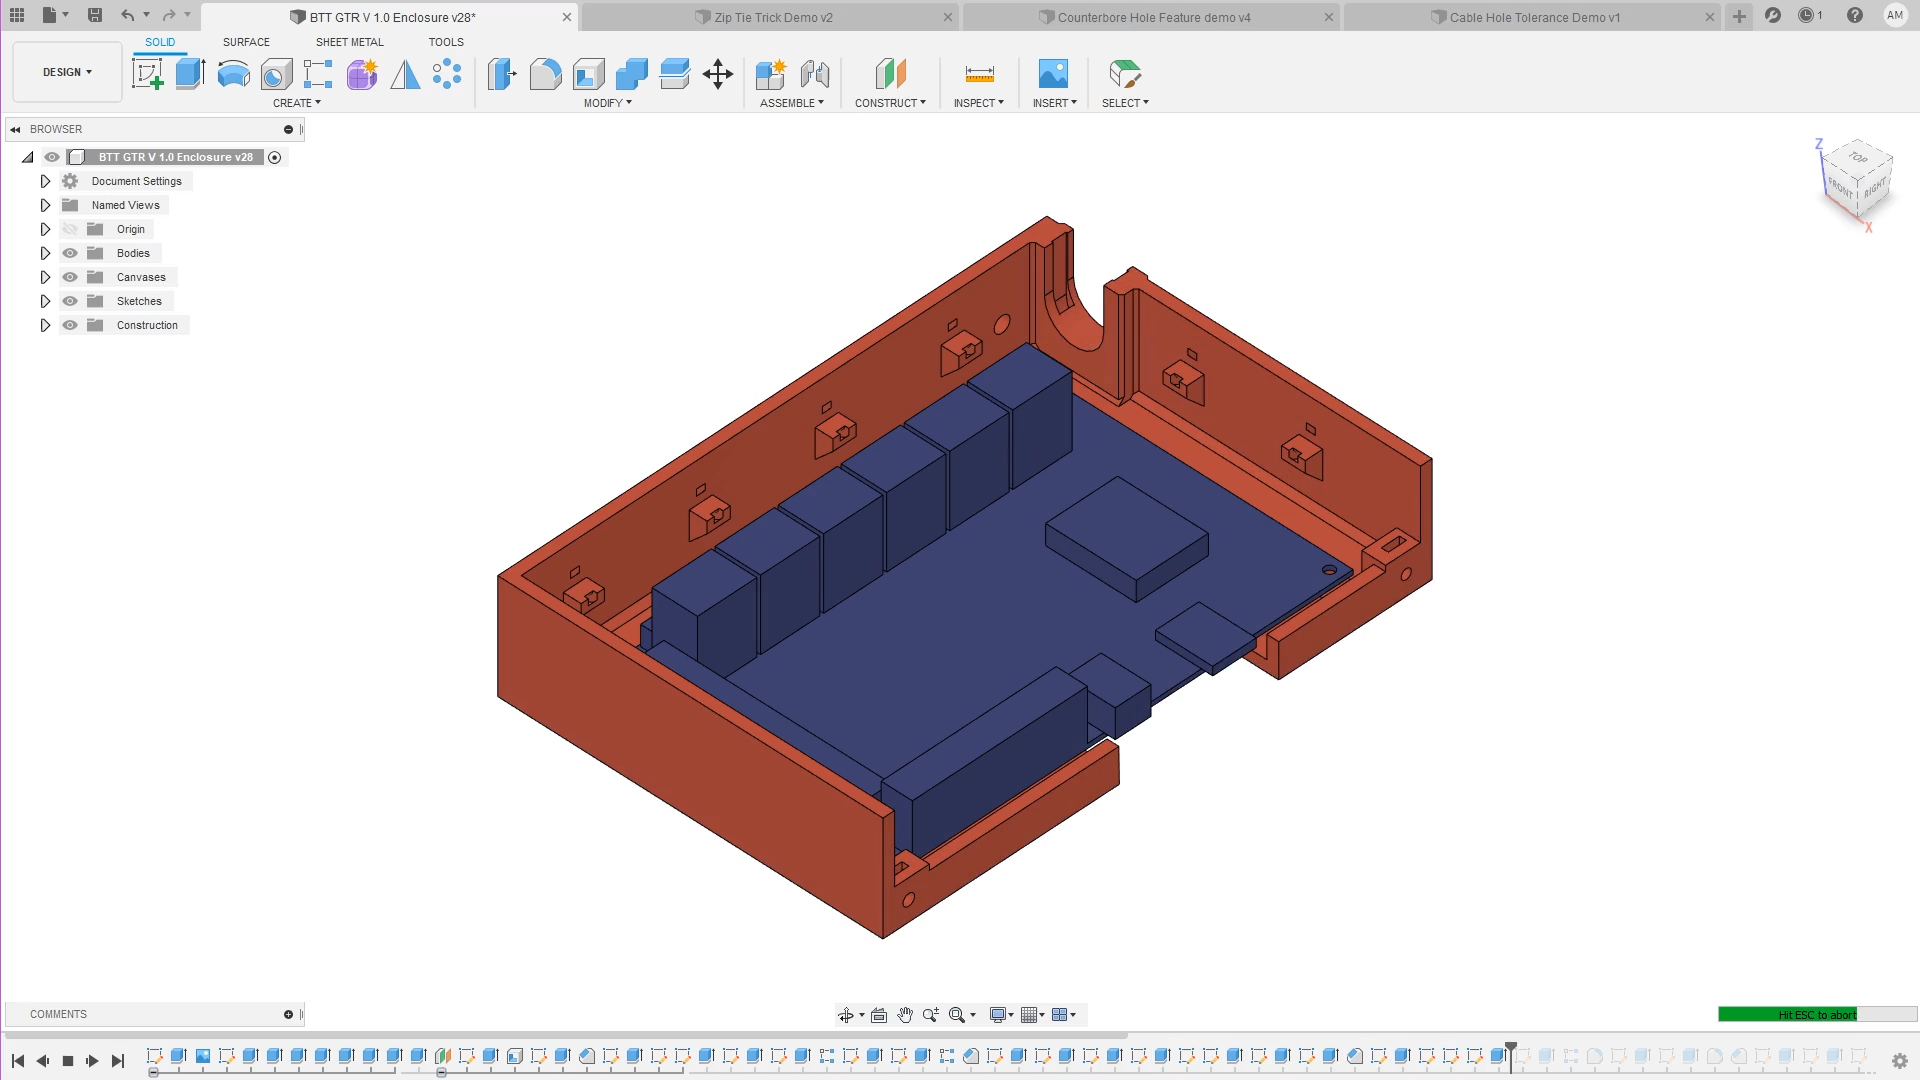 BTT GTR V 1.0 Enclosure v28*
Zip Tie Trick Demo v2
Counterbore Hole Feature demo v4
Cable Hole Tolerance Demo v1
1
AM
DESIGN
SOLID
SURFACE
SHEET METAL
TOOLS
CREATE
MODIFY
ASSEMBLE
CONSTRUCT
INSPECT
INSERT
SELECT
BROWSER
BTT GTR V 1.0 Enclosure v28
Document Settings
Named Views
Origin
Bodies
Canvases
Sketches
Construction
Z
TOP
FRONT
RIGHT
X
COMMENTS
Hit ESC to abort